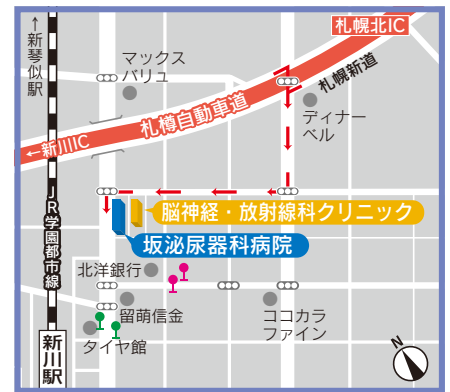 ↑新琴似駅
札幌北IC
マックス
バリュ
札幌新道
ディナー
ベル
札樽自動車道
←新川IC
JR学園都市線
脳神経・放射線科クリニック
坂泌尿器科病院
北洋銀行
留萌信金
ココカラ
ファイン
タイヤ館
新川駅
N